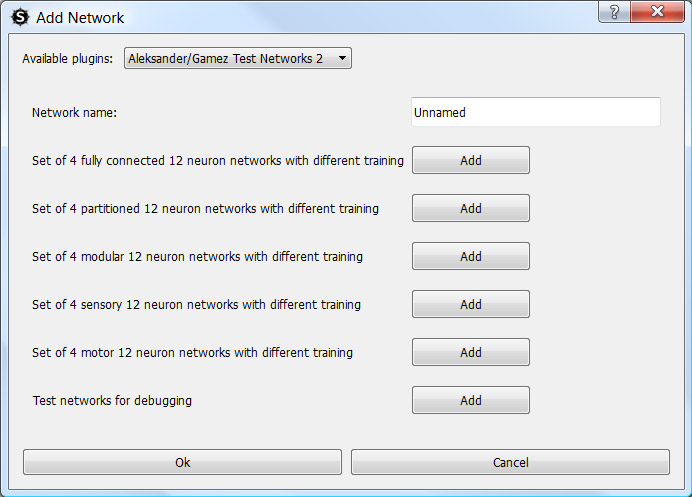 S Add Network ?
Available plugins: Aleksander/Gamez Test Networks 2
Network name: Unnamed
Set of 4 fully connected 12 neuron networks with different training Add
Set of 4 partitioned 12 neuron networks with different training Add
Set of 4 modular 12 neuron networks with different training Add
Set of 4 sensory 12 neuron networks with different training Add
Set of 4 motor 12 neuron networks with different training Add
Test networks for debugging Add
Ok Cancel